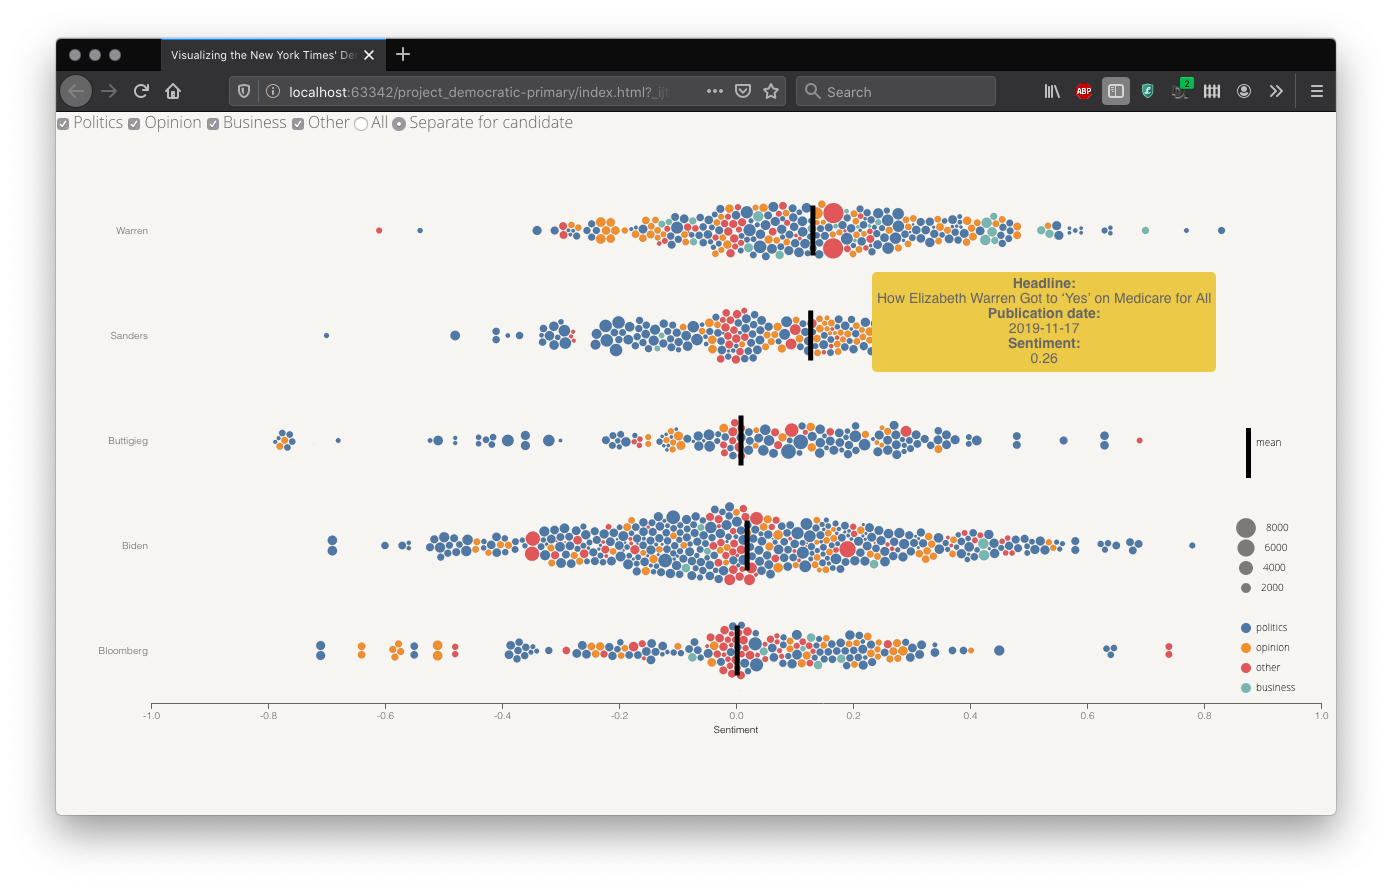 Visualizing the New York Times' De
localhost:63342/project_democratic-primary/index.html?_ijt
Search
ABP
2
Politics Opinion Business Other All Separate for candidate
Warren
Headline:
How Elizabeth Warren Got to ‘Yes’ on Medicare for All
Publication date:
2019-11-17
Sentiment:
0.26
Sanders
Buttigieg
mean
Biden
8000
6000
4000
2000
Bloomberg
politics
opinion
other
business
-1.0 -0.8 -0.6 -0.4 -0.2 0.0 0.2 0.4 0.6 0.8 1.0
Sentiment